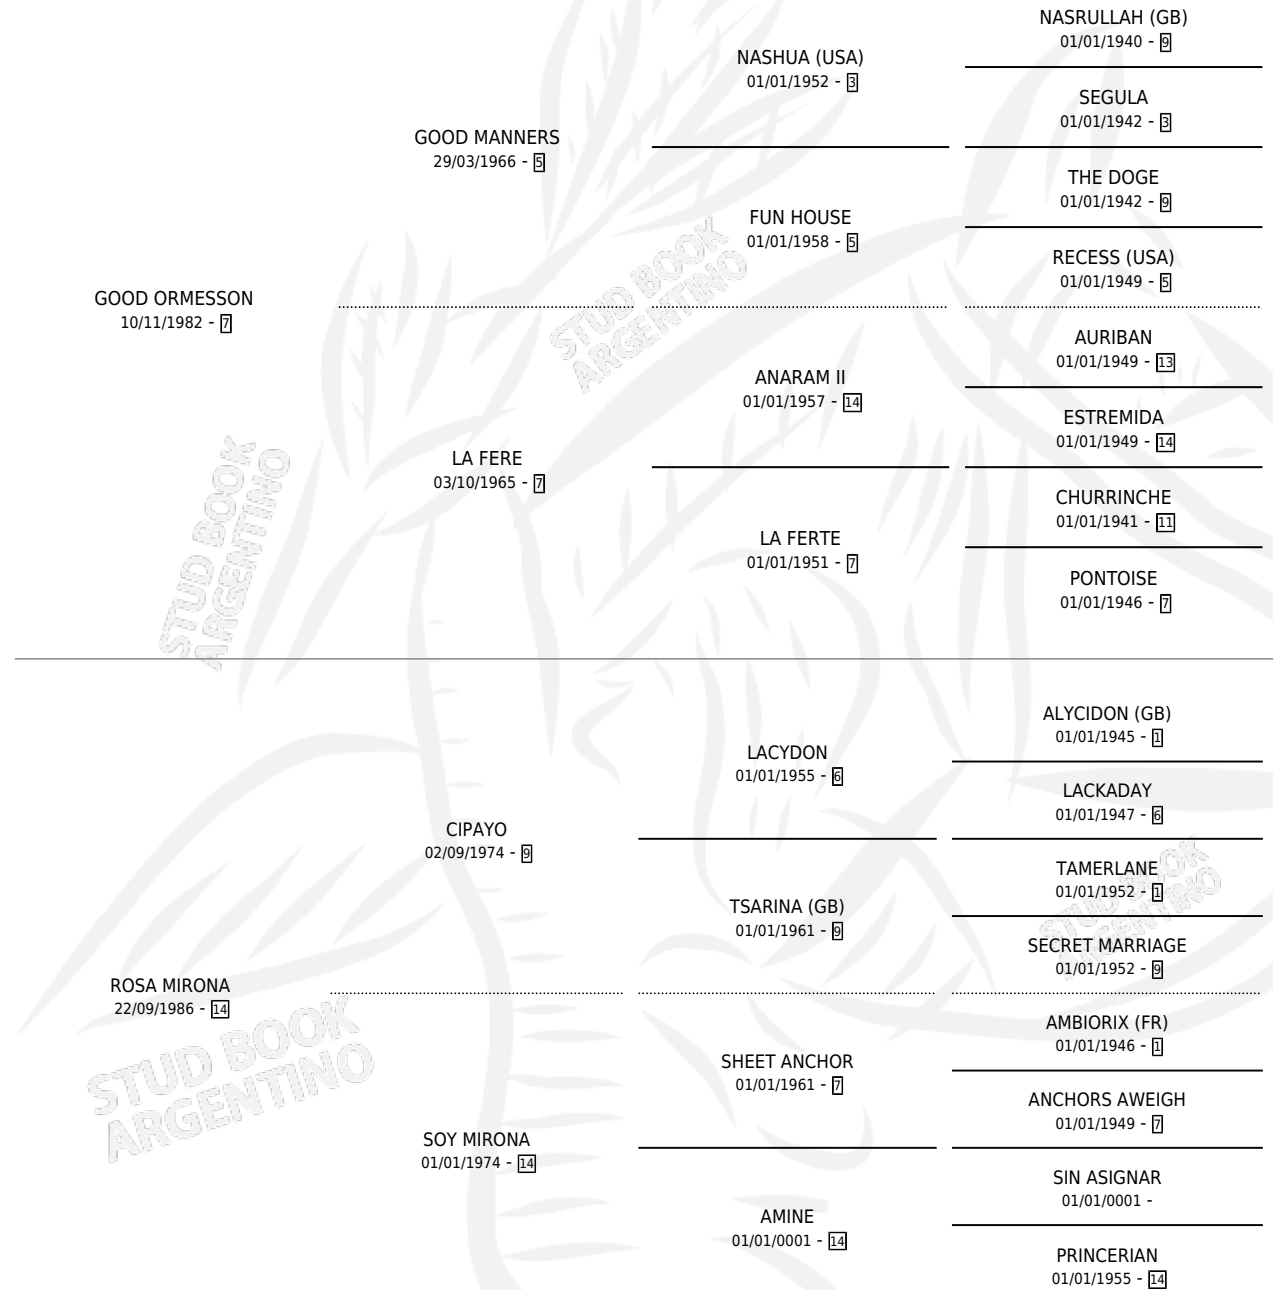 NASRULLAH (GB)
01/01/1940 - 9
NASHUA (USA)
01/01/1952 - 3
SEGULA
01/01/1942 - 3
GOOD MANNERS
29/03/1966 - 5
THE DOGE
01/01/1942 - 9
FUN HOUSE
01/01/1958 - 5
RECESS (USA)
01/01/1949 - 5
GOOD ORMESSON
10/11/1982 - 7
STUD BOOK
ARGENTINO
AURIBAN
01/01/1949 - 13
ANARAM II
01/01/1957 - 14
ESTREMIDA
01/01/1949 - 14
LA FERE
03/10/1965 - 7
CHURRINCHE
01/01/1941 - 11
LA FERTE
01/01/1951 - 7
PONTOISE
01/01/1946 - 7
STUD BOOK
ARGENTINO
ALYCIDON (GB)
01/01/1945 - 1
LACYDON
01/01/1955 - 6
LACKADAY
01/01/1947 - 6
CIPAYO
02/09/1974 - 9
TAMERLANE
01/01/1952 - 1
TSARINA (GB)
01/01/1961 - 9
SECRET MARRIAGE
01/01/1952 - 9
STUD BOOK
ARGENTINO
ROSA MIRONA
22/09/1986 - 14
AMBIORIX (FR)
01/01/1946 - 1
SHEET ANCHOR
01/01/1961 - 7
ANCHORS AWEIGH
01/01/1949 - 7
STUD BOOK
ARGENTINO
SOY MIRONA
01/01/1974 - 14
SIN ASIGNAR
01/01/0001 -
AMINE
01/01/0001 - 14
PRINCERIAN
01/01/1955 - 14